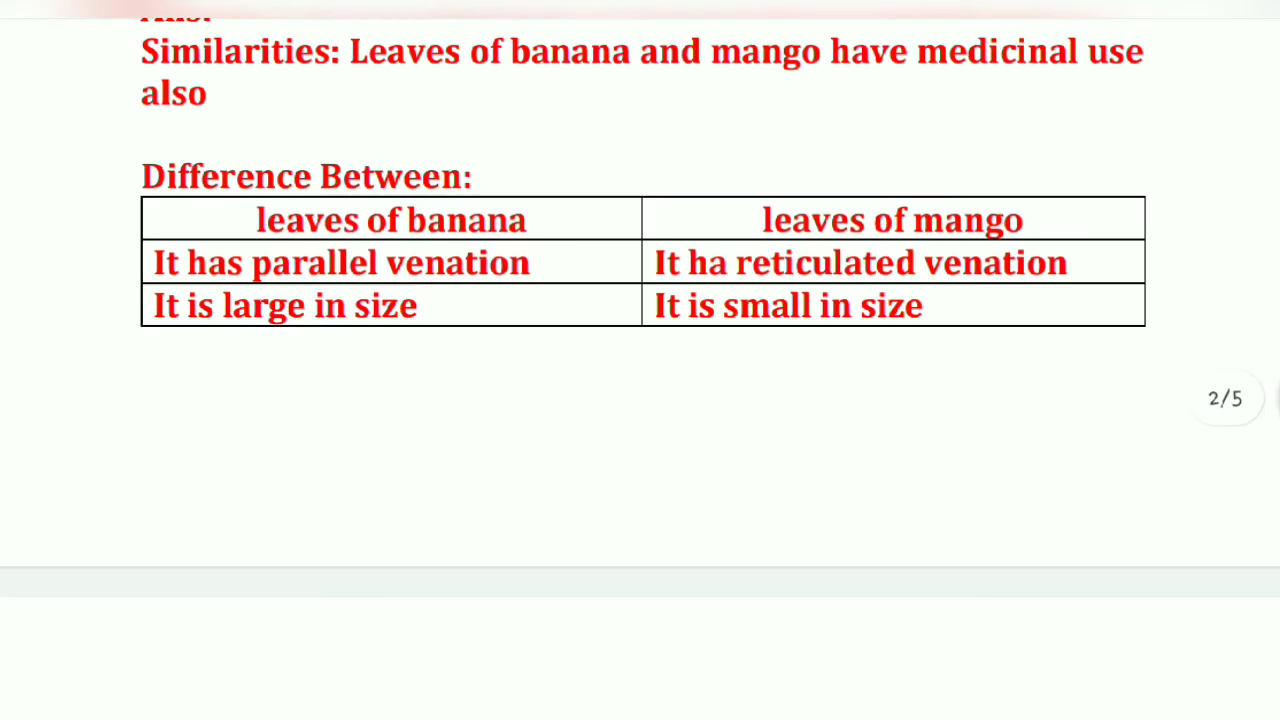 Similarities: Leaves of banana and mango have medicinal use
also
Difference Between:
leaves of banana leaves of mango
It has parallel venation It ha reticulated venation
It is large in size It is small in size
2/5